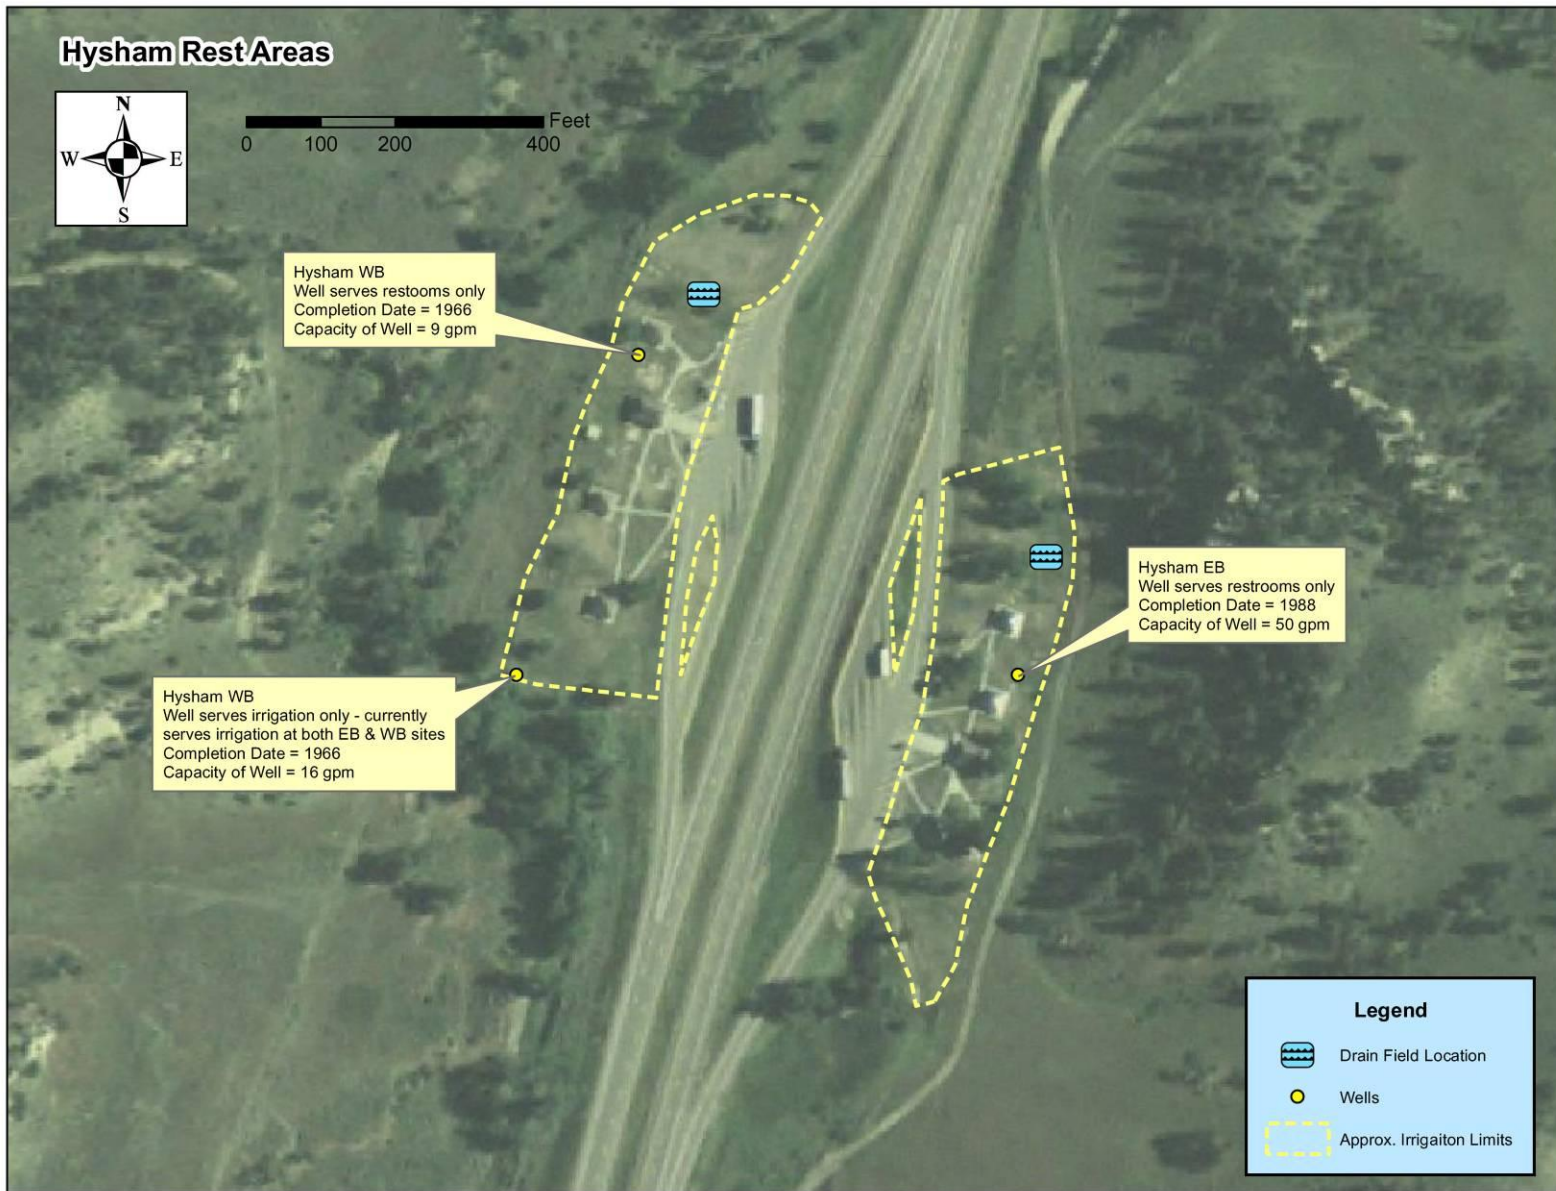 Hysham Rest Areas
N
W E
S
Feet
0 100 200 400
Hysham WB
Well serves restooms only
Completion Date = 1966
Capacity of Well = 9 gpm
Hysham EB
Well serves restrooms only
Completion Date = 1988
Capacity of Well = 50 gpm
Hysham WB
Well serves irrigation only - currently
serves irrigation at both EB & WB sites
Completion Date = 1966
Capacity of Well = 16 gpm
Legend
Drain Field Location
Wells
Approx. Irrigaiton Limits